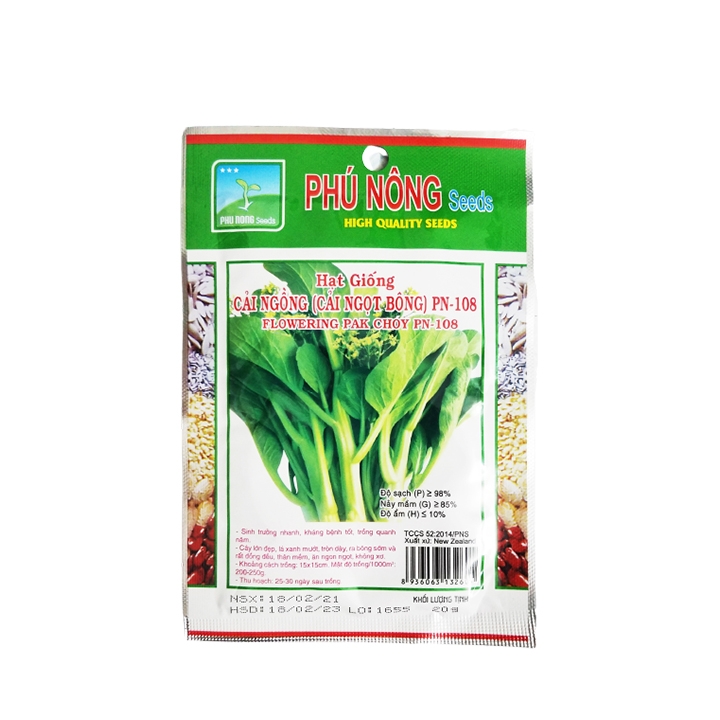 PHÚ NÔNG Seeds
PHÚ NÔNG Seeds
HIGH QUALITY SEEDS
Hạt Giống
CẢI NGỒNG (CẢI NGỌT BÔNG) PN-108
FLOWERING PAK CHOY PN-108
Độ sạch (P) ≥ 98%
Nảy mầm (G) ≥ 85%
Độ ẩm (H) ≤ 10%
TCCS 52:2014/PNS
Xuất xứ: New Zealand
- Sinh trưởng nhanh, kháng bệnh tốt, trồng quanh
năm.
- Cây lớn đẹp, lá xanh mướt, tròn dày, ra bông sớm và
rất đồng đều, thân mềm, ăn ngon ngọt, không xơ.
- Khoảng cách trồng: 15x15cm. Mật độ trồng/1000m²:
200-250g.
- Thu hoạch: 25-30 ngày sau trồng
8 936063 1326
NSX: 18/02/21
HSD: 18/02/23 LO: 1655
KHỐI LƯỢNG TỊNH
20g